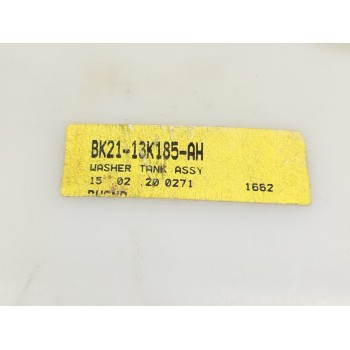 BK21-13K185-AH
WASHER TANK ASSY
15 02 20 0271 1662